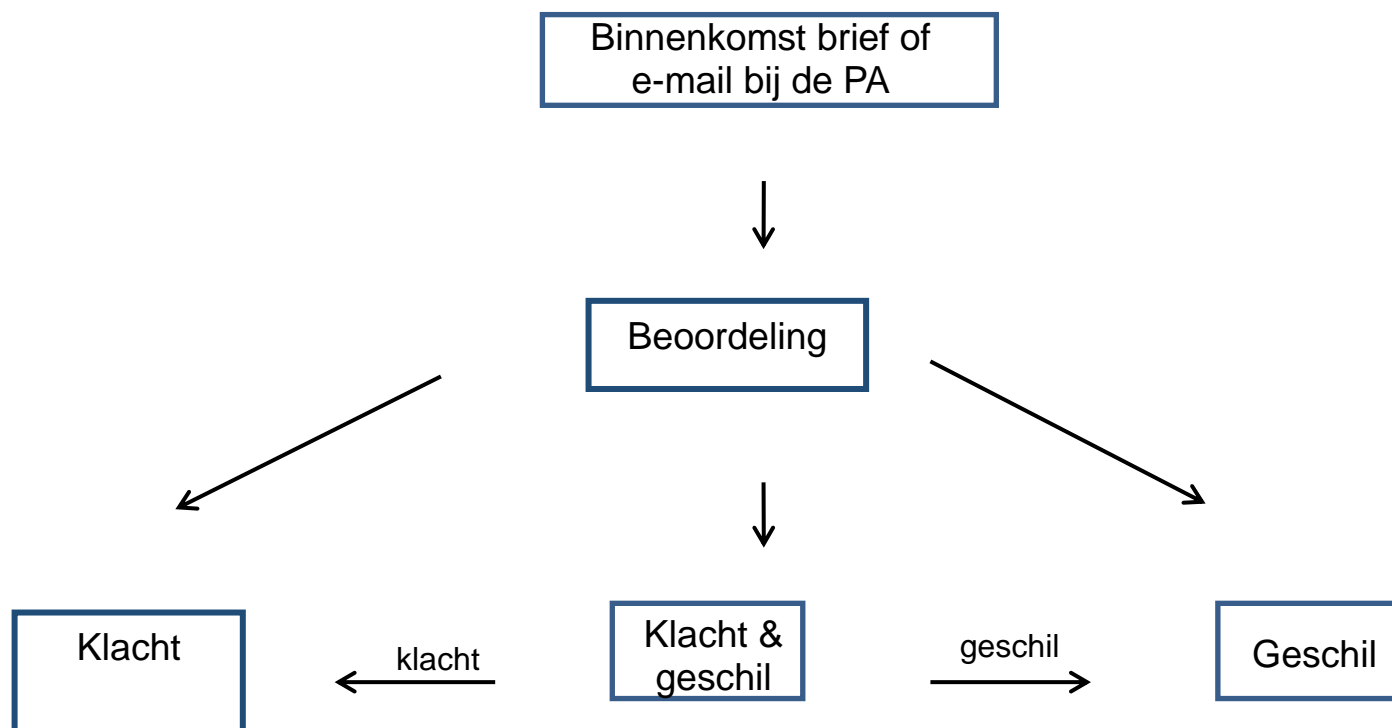 Binnenkomst brief of
e-mail bij de PA
Beoordeling
Klacht
klacht
Klacht &
geschil
geschil
Geschil